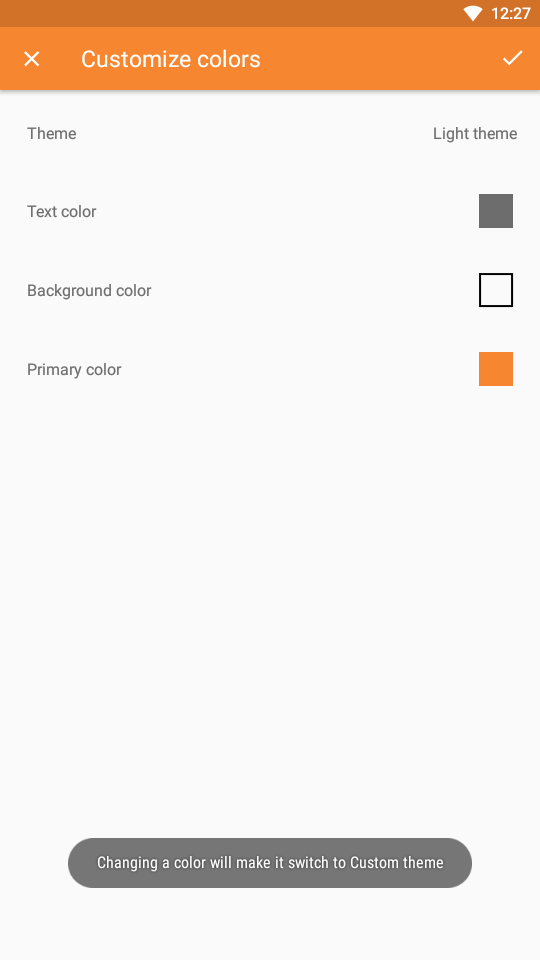 12:27
Customize colors
Theme
Light theme
Text color
Background color
Primary color
Changing a color will make it switch to Custom theme